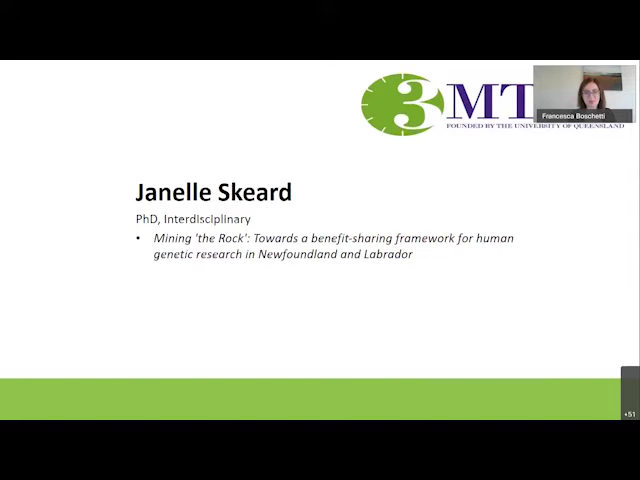 3MT
FOUNDED BY THE UNIVERSITY OF QUEENSLAND
Francesca Boschetti
Janelle Skeard
PhD, Interdisciplinary
• Mining 'the Rock': Towards a benefit-sharing framework for human
genetic research in Newfoundland and Labrador
+51